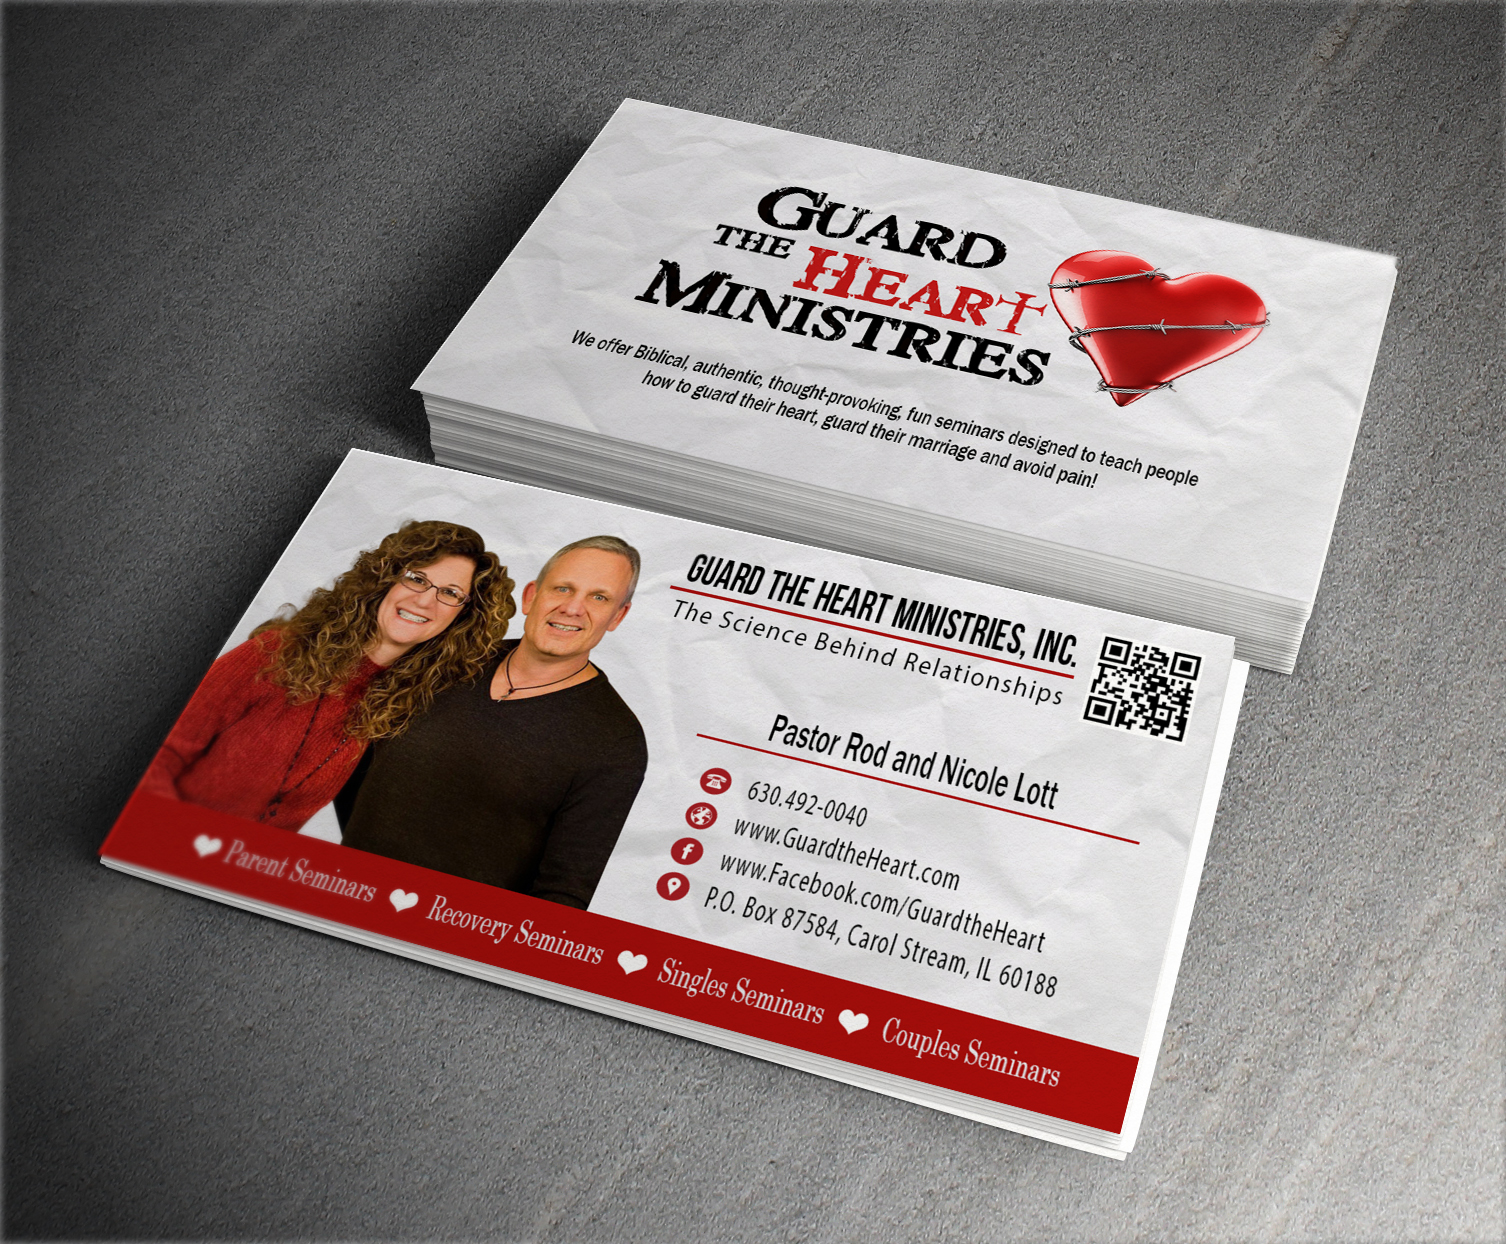 GUARD
THE HEART
MINISTRIES
We offer Biblical, authentic, thought-provoking, fun seminars designed to teach people
how to guard their heart, guard their marriage and avoid pain!
GUARD THE HEART MINISTRIES, INC.
The Science Behind Relationships
Pastor Rod and Nicole Lott
630.492-0040
www.GuardtheHeart.com
www.Facebook.com/GuardtheHeart
P.O. Box 87584, Carol Stream, IL 60188
Parent Seminars Recovery Seminars Singles Seminars Couples Seminars